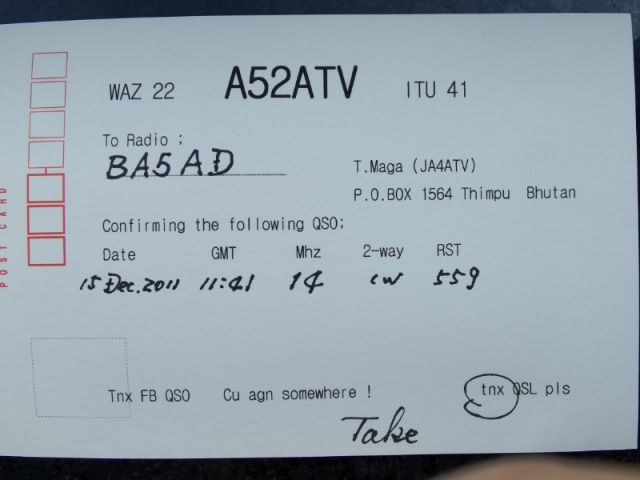 WAZ 22 A52ATV ITU 41
To Radio ;
BA5AD
T.Maga (JA4ATV)
P.O.BOX 1564 Thimpu Bhutan
Confirming the following QSO;
Date GMT Mhz 2-way RST
15 Dec. 2011 11:41 14 cw 559
Tnx FB QSO Cu agn somewhere ! tnx QSL pls
Take
POST CARD